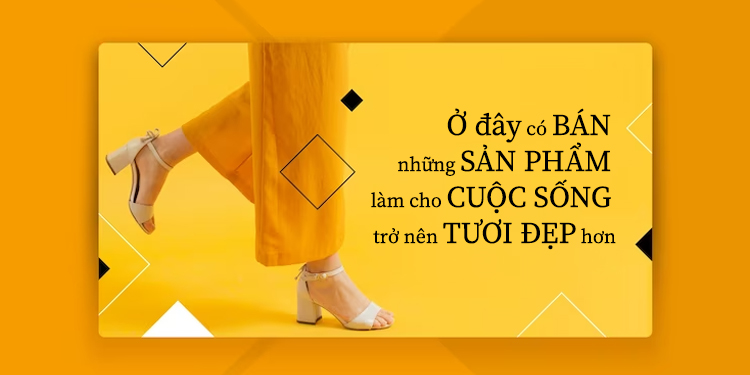 Ở đây có BÁN
những SẢN PHẨM
làm cho CUỘC SỐNG
trở nên TƯƠI ĐẸP hơn